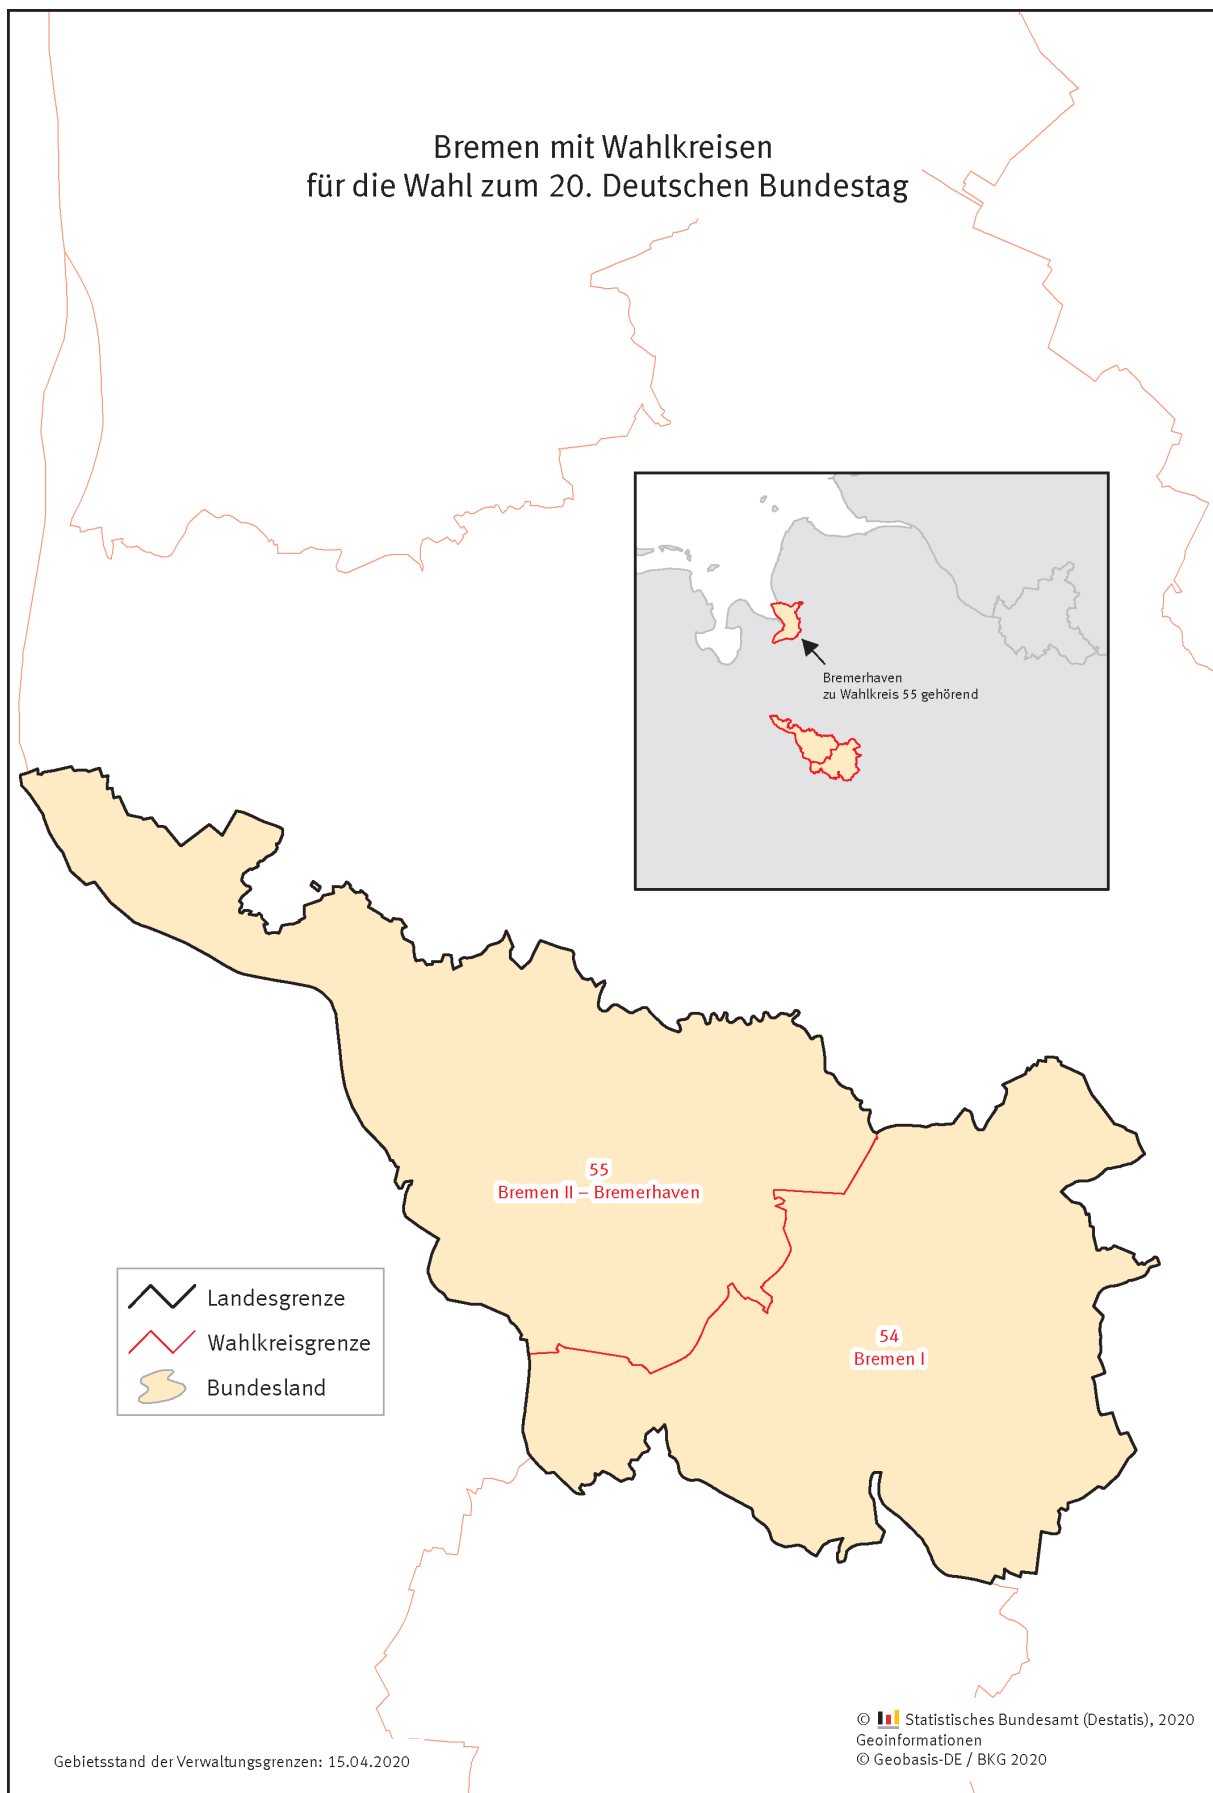 Bremen mit Wahlkreisen
für die Wahl zum 20. Deutschen Bundestag
Bremerhaven
zu Wahlkreis 55 gehörend
55
Bremen II – Bremerhaven
54
Bremen I
Landesgrenze
Wahlkreisgrenze
Bundesland
Gebietsstand der Verwaltungsgrenzen: 15.04.2020
© Statistisches Bundesamt (Destatis), 2020
Geoinformationen
© Geobasis-DE / BKG 2020